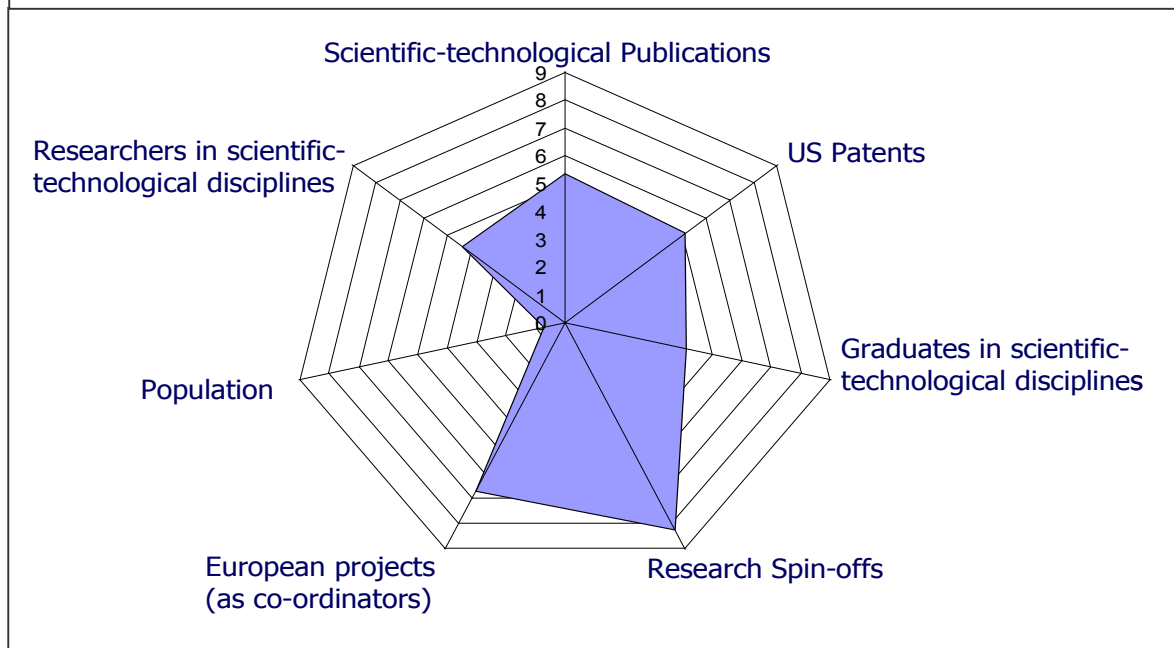 Scientific-technological Publications
9
8
7
6
5
4
3
2
1
0
Researchers in scientific-
technological disciplines
US Patents
Graduates in scientific-
technological disciplines
Population
European projects
(as co-ordinators)
Research Spin-offs